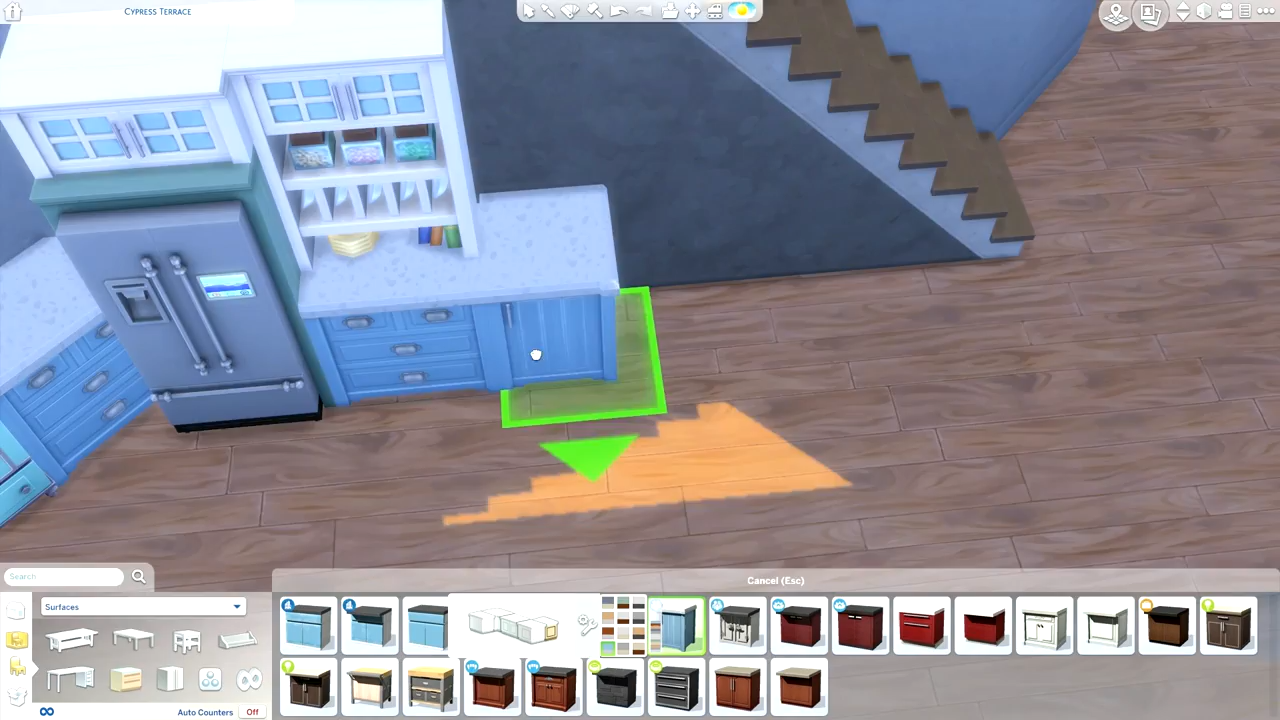 CYPRESS TERRACE
Cancel (Esc)
Search
Surfaces
Auto Counters
Off